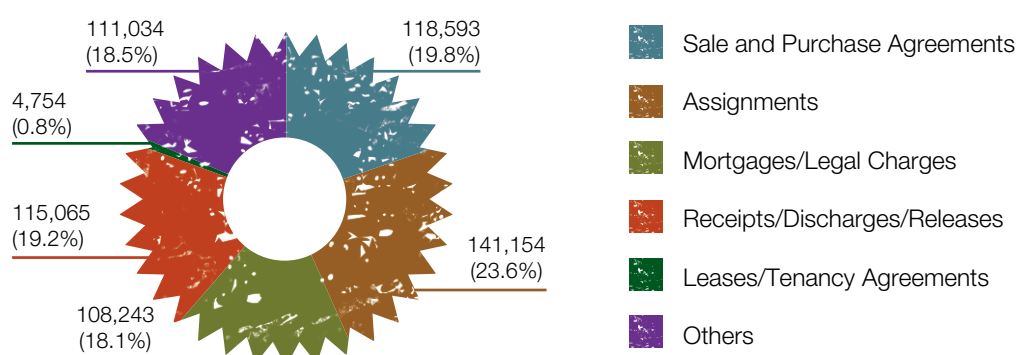 111,034
(18.5%)
118,593
(19.8%)
4,754
(0.8%)
115,065
(19.2%)
141,154
(23.6%)
108,243
(18.1%)
Sale and Purchase Agreements
Assignments
Mortgages/Legal Charges
Receipts/Discharges/Releases
Leases/Tenancy Agreements
Others